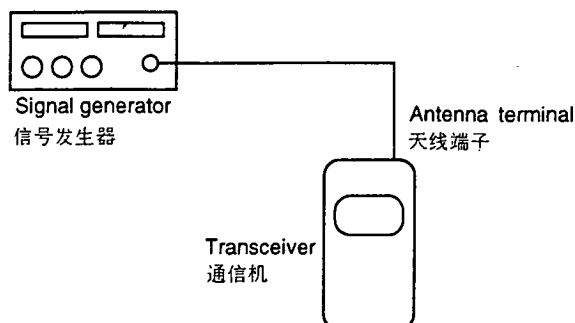 Signal generator
信号发生器
Antenna terminal
天线端子
Transceiver
通信机